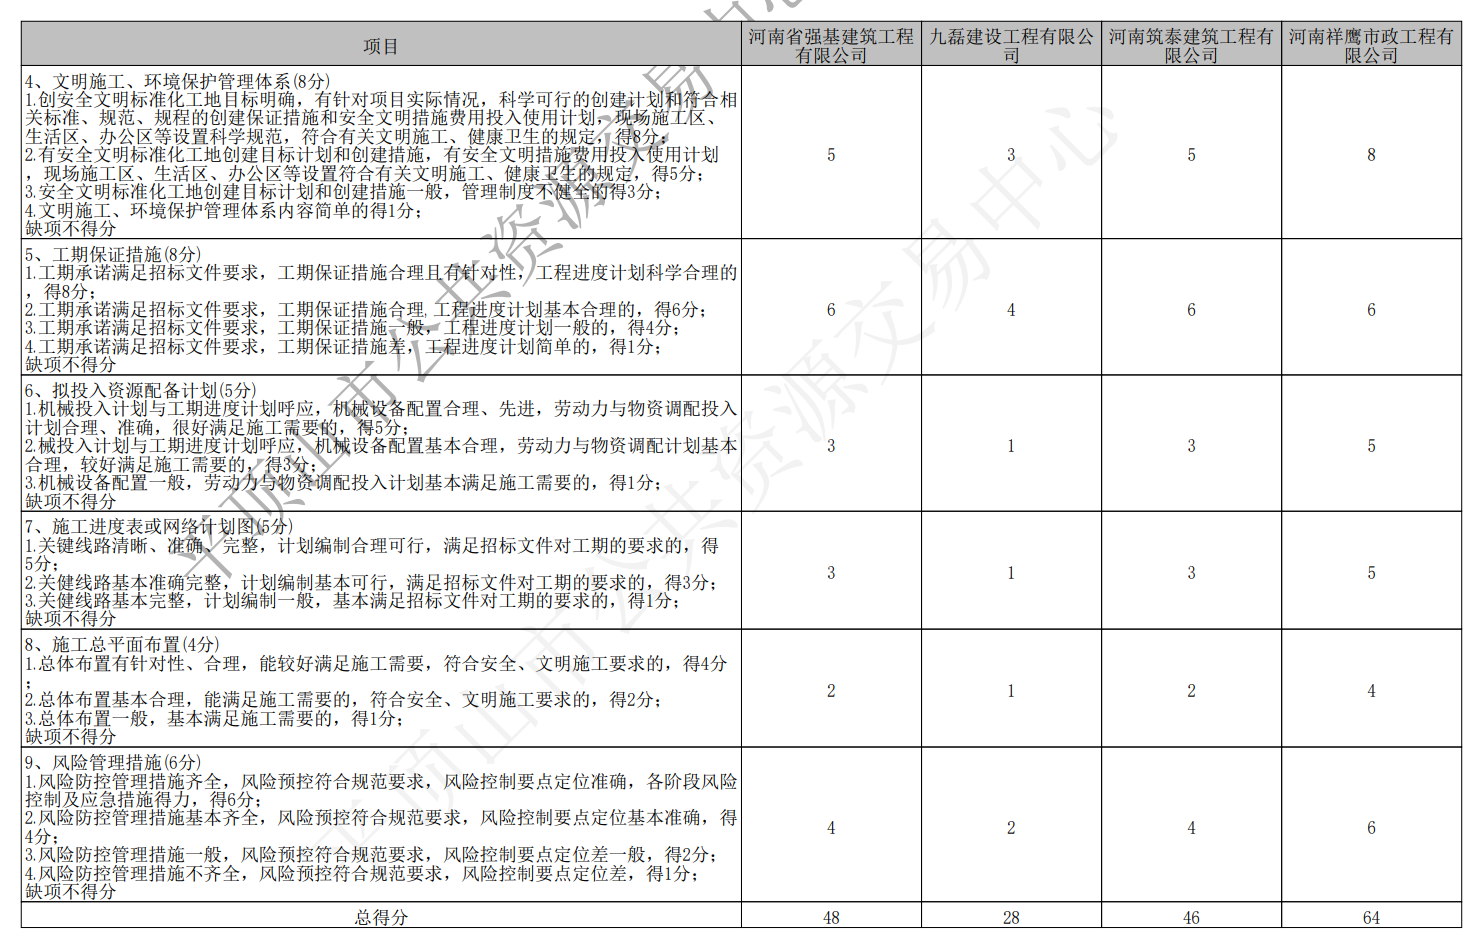 项目
河南省强基建筑工程
有限公司
九磊建设工程有限公
司
河南筑泰建筑工程有
限公司
河南祥鹰市政工程有
限公司
4、文明施工、环境保护管理体系(8分)
1.创安全文明标准化工地目标明确，有针对项目实际情况，科学可行的创建计划和符合相
关标准、规范、规程的创建保证措施和安全文明措施费用投入使用计划，现场施工区、
生活区、办公区等设置科学规范，符合有关文明施工、健康卫生的规定，得8分；
2.有安全文明标准化工地创建目标计划和创建措施，有安全文明措施费用投入使用计划
，现场施工区、生活区、办公区等设置符合有关文明施工、健康卫生的规定，得5分；
3.安全文明标准化工地创建目标计划和创建措施一般，管理制度不健全的得3分；
4.文明施工、环境保护管理体系内容简单的得1分；
缺项不得分
5
3
5
8
5、工期保证措施(8分)
1.工期承诺满足招标文件要求，工期保证措施合理且有针对性，工程进度计划科学合理的
，得8分；
2.工期承诺满足招标文件要求，工期保证措施合理,工程进度计划基本合理的，得6分；
3.工期承诺满足招标文件要求，工期保证措施一般，工程进度计划一般的，得4分；
4.工期承诺满足招标文件要求，工期保证措施差，工程进度计划简单的，得1分；
缺项不得分
6
4
6
6
6、拟投入资源配备计划(5分)
1.机械投入计划与工期进度计划呼应，机械设备配置合理、先进，劳动力与物资调配投入
计划合理、准确，很好满足施工需要的，得5分；
2.械投入计划与工期进度计划呼应，机械设备配置基本合理，劳动力与物资调配计划基本
合理，较好满足施工需要的，得3分；
3.机械设备配置一般，劳动力与物资调配投入计划基本满足施工需要的，得1分；
缺项不得分
3
1
3
5
7、施工进度表或网络计划图(5分)
1.关键线路清晰、准确、完整，计划编制合理可行，满足招标文件对工期的要求的，得
5分；
2.关健线路基本准确完整，计划编制基本可行，满足招标文件对工期的要求的，得3分；
3.关健线路基本完整，计划编制一般，基本满足招标文件对工期的要求的，得1分；
缺项不得分
3
1
3
5
8、施工总平面布置(4分)
1.总体布置有针对性、合理，能较好满足施工需要，符合安全、文明施工要求的，得4分
；
2.总体布置基本合理，能满足施工需要的，符合安全、文明施工要求的，得2分；
3.总体布置一般，基本满足施工需要的，得1分；
缺项不得分
2
1
2
4
9、风险管理措施(6分)
1.风险防控管理措施齐全，风险预控符合规范要求，风险控制要点定位准确，各阶段风险
控制及应急措施得力，得6分；
2.风险防控管理措施基本齐全，风险预控符合规范要求，风险控制要点定位基本准确，得
4分；
3.风险防控管理措施一般，风险预控符合规范要求，风险控制要点定位差一般，得2分；
4.风险防控管理措施不齐全，风险预控符合规范要求，风险控制要点定位差，得1分；
缺项不得分
4
2
4
6
总得分
48
28
46
64
平顶山市公共资源交易中心
平顶山市公共资源交易中心